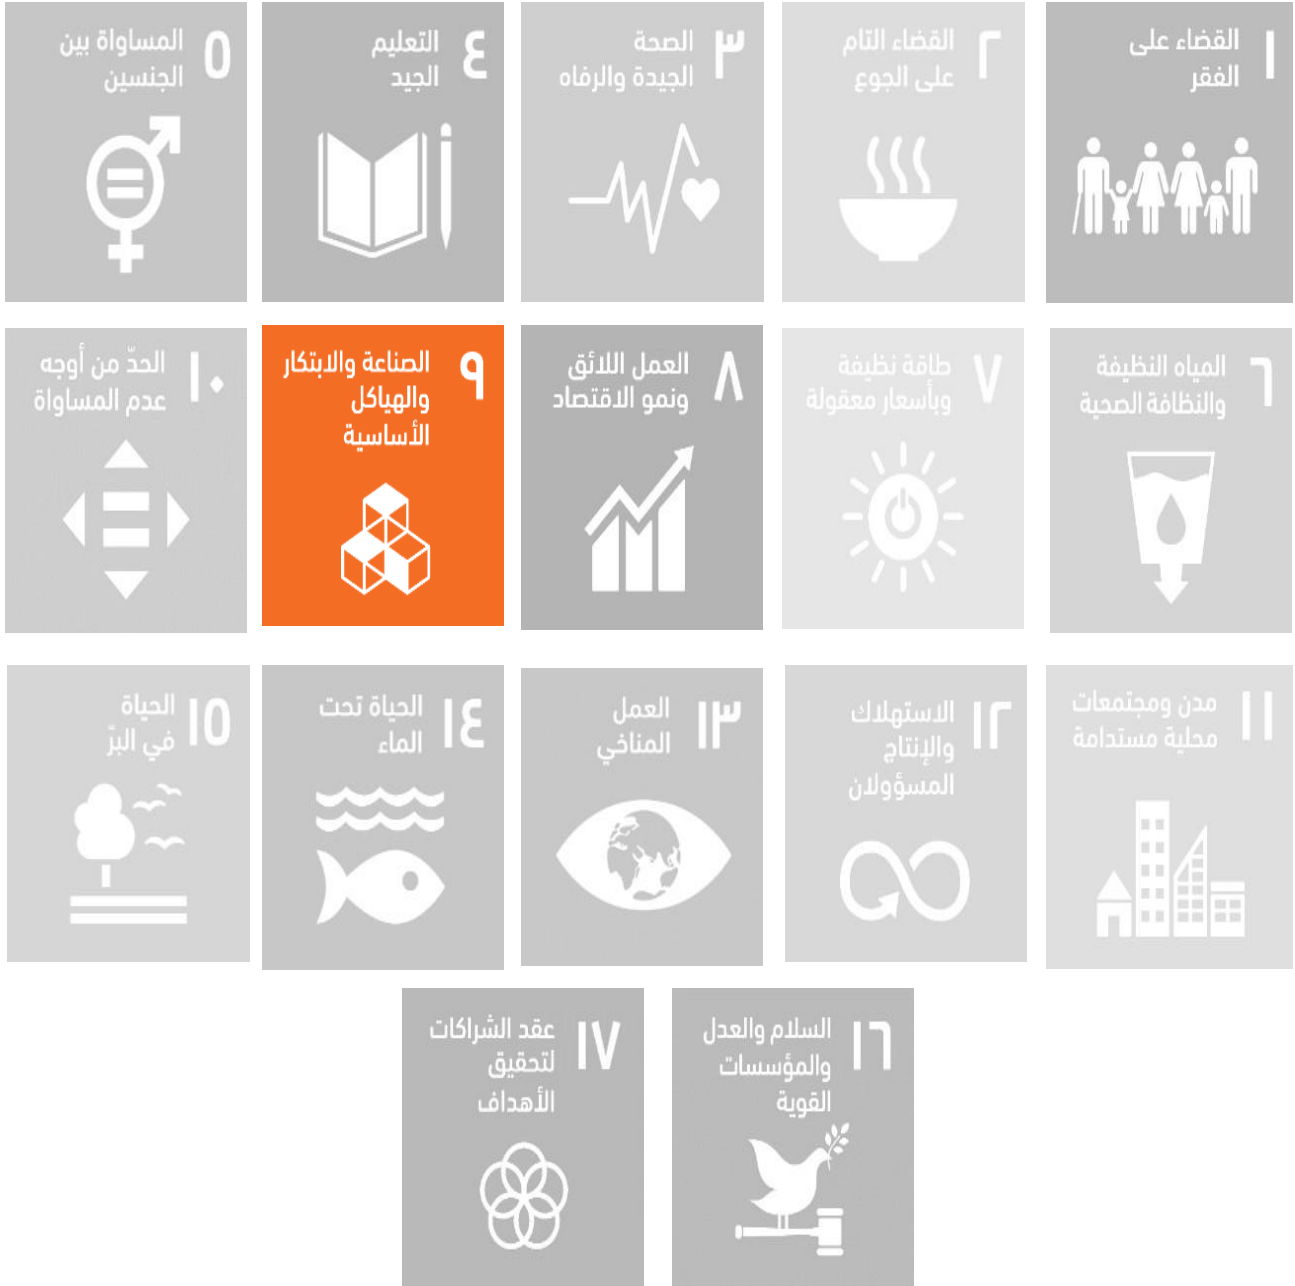 ١
القضاء على
الفقر
٢
القضاء التام
على الجوع
٣
الصحة
الجيدة والرفاه
٤
التعليم
الجيد
٥
المساواة بين
الجنسين
٦
المياه النظيفة
والنظافة الصحية
٧
طاقة نظيفة
وبأسعار معقولة
٨
العمل اللائق
ونمو الاقتصاد
٩
الصناعة والابتكار
والهياكل
الأساسية
١٠
الحدّ من أوجه
عدم المساواة
١١
مدن ومجتمعات
محلية مستدامة
١٢
الاستهلاك
والإنتاج
المسؤولان
١٣
العمل
المناخي
١٤
الحياة تحت
الماء
١٥
الحياة
في البرّ
١٦
السلام والعدل
والمؤسسات
القوية
١٧
عقد الشراكات
لتحقيق
الأهداف